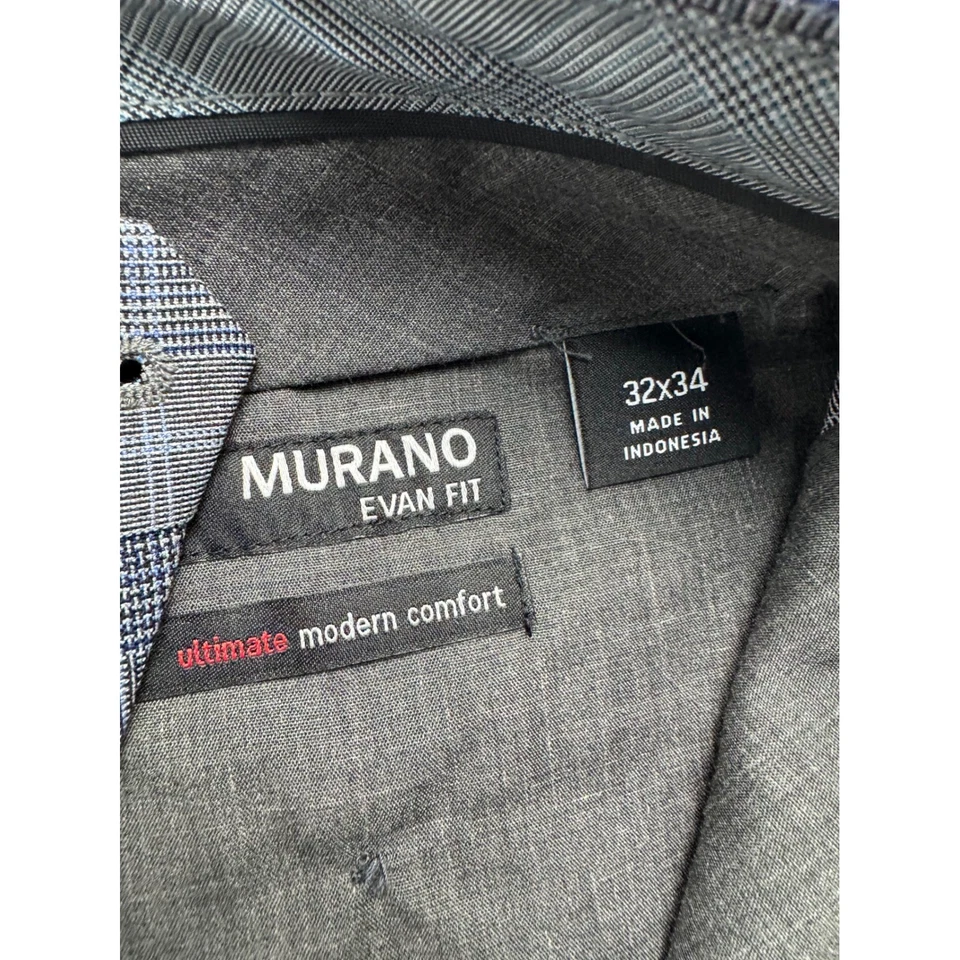 32x34
MADE IN
INDONESIA
MURANO
EVAN FIT
ultimate modern comfort